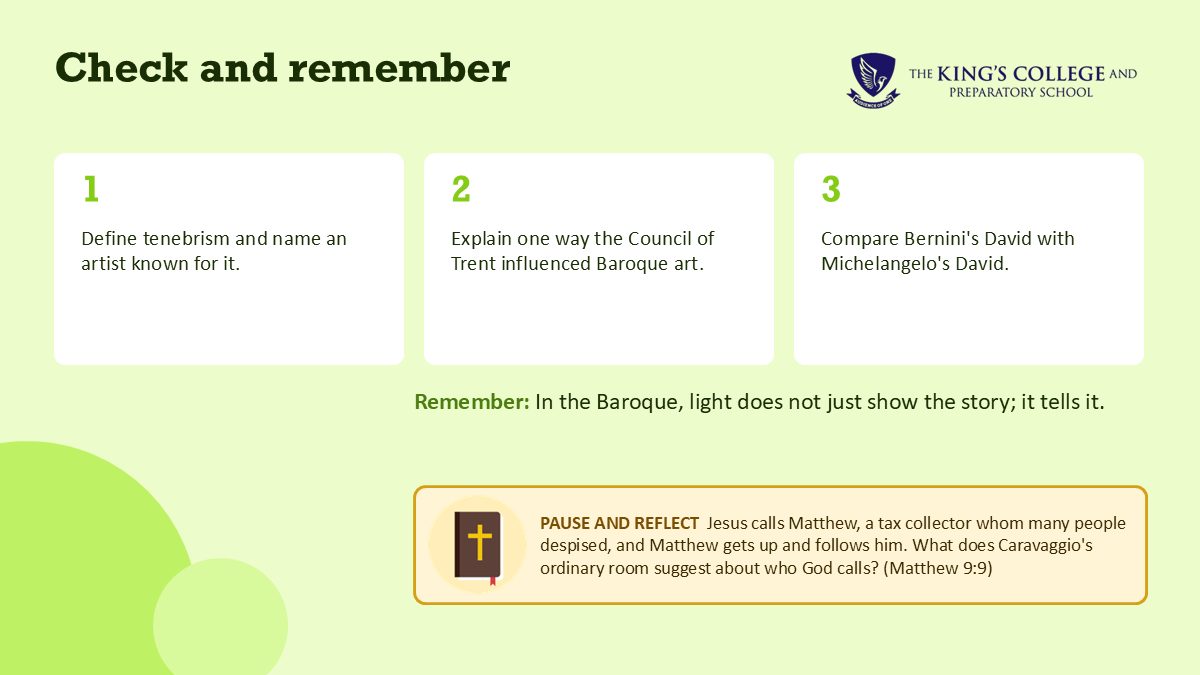 Check and remember
THE KING'S COLLEGE AND
PREPARATORY SCHOOL
AUDIENCE OF ONE
1
Define tenebrism and name an
artist known for it.
2
Explain one way the Council of
Trent influenced Baroque art.
3
Compare Bernini's David with
Michelangelo's David.
Remember: In the Baroque, light does not just show the story; it tells it.
PAUSE AND REFLECT Jesus calls Matthew, a tax collector whom many people
despised, and Matthew gets up and follows him. What does Caravaggio's
ordinary room suggest about who God calls? (Matthew 9:9)